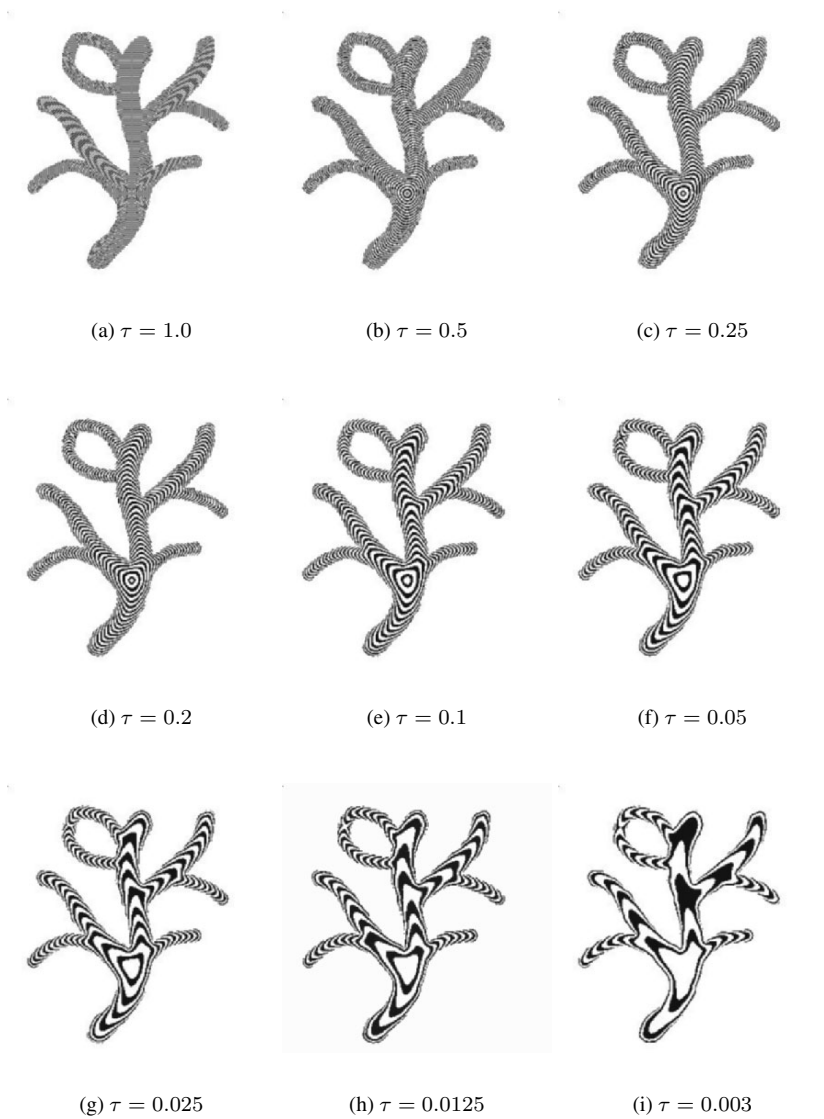 (a) τ = 1.0
(b) τ = 0.5
(c) τ = 0.25
(d) τ = 0.2
(e) τ = 0.1
(f) τ = 0.05
(g) τ = 0.025
(h) τ = 0.0125
(i) τ = 0.003